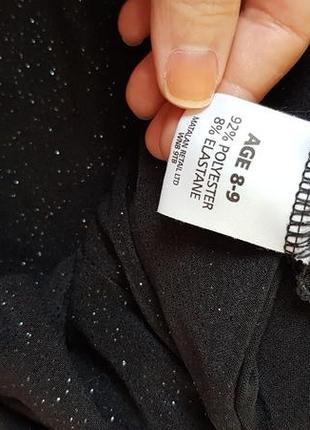 AGE 8-9
92% POLYESTER
8% ELASTANE
MATALAN RETAIL LTD
WN8 9TB